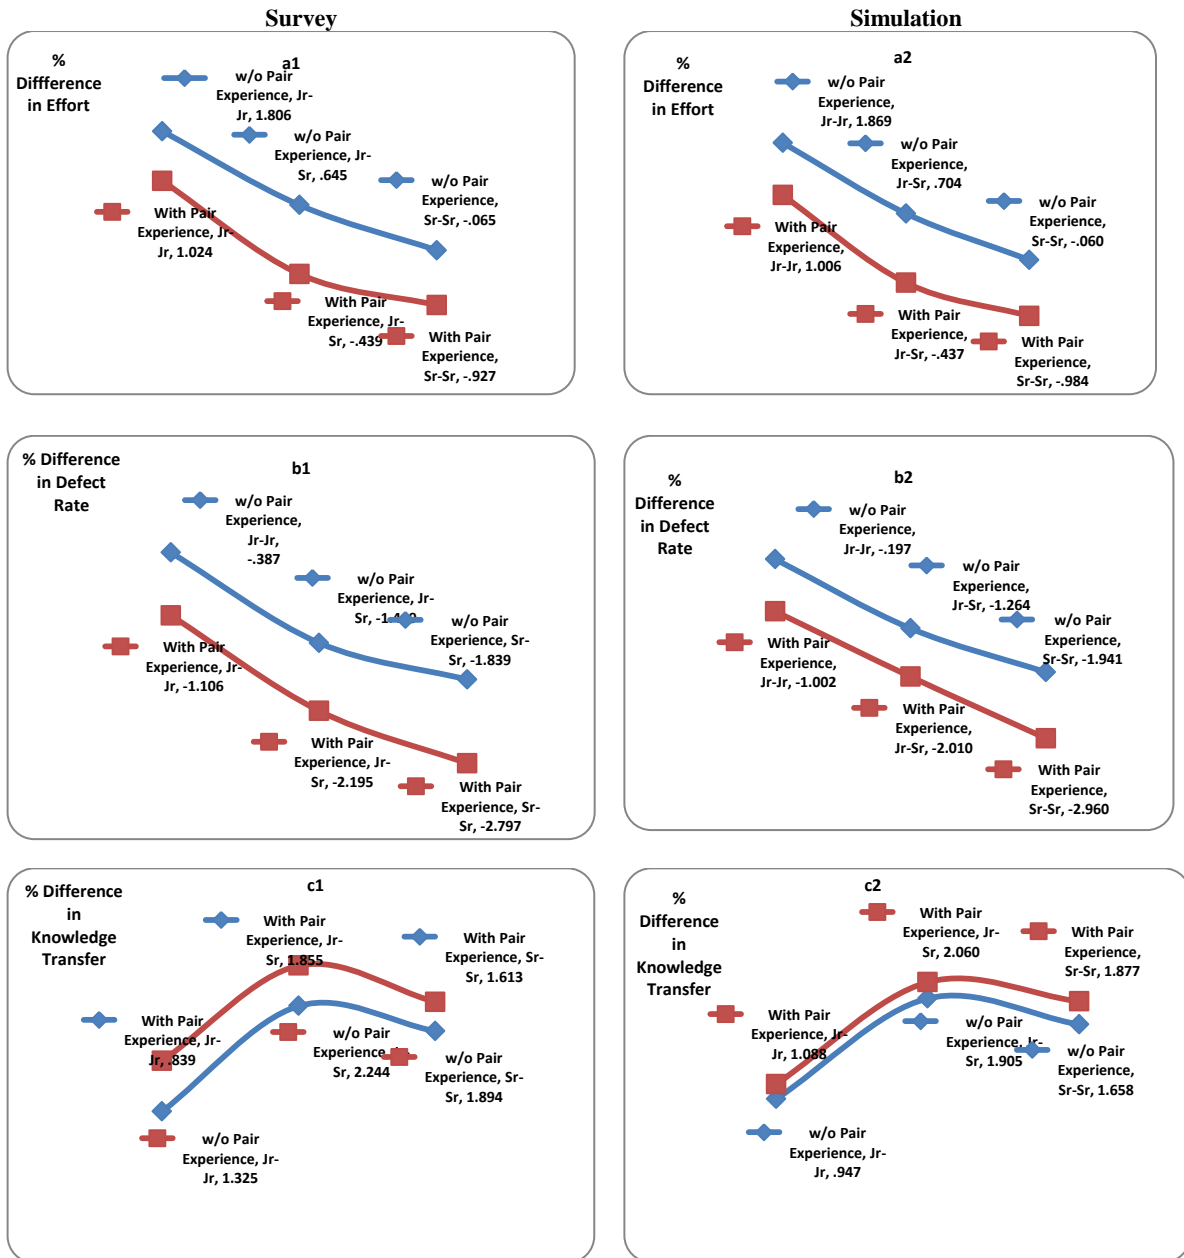 Survey
Simulation
%
Diffference
in Effort
a1
w/o Pair
Experience, Jr-
Jr, 1.806
w/o Pair
Experience, Jr-
Sr, .645
w/o Pair
Experience,
Sr-Sr, -.065
With Pair
Experience, Jr-
Jr, 1.024
With Pair
Experience, Jr-
Sr, -.439
With Pair
Experience,
Sr-Sr, -.927
%
Difference
in Effort
a2
w/o Pair
Experience,
Jr-Jr, 1.869
w/o Pair
Experience,
Jr-Sr, .704
w/o Pair
Experience,
Sr-Sr, -.060
With Pair
Experience,
Jr-Jr, 1.006
With Pair
Experience,
Jr-Sr, -.437
With Pair
Experience,
Sr-Sr, -.984
% Difference
in Defect
Rate
b1
w/o Pair
Experience,
Jr-Jr,
-.387
w/o Pair
Experience, Jr-
Sr,
w/o Pair
Experience, Sr-
Sr, -1.839
With Pair
Experience, Jr-
Jr, -1.106
With Pair
Experience, Jr-
Sr, -2.195
With Pair
Experience, Sr-
Sr, -2.797
%
Difference
in Defect
Rate
b2
w/o Pair
Experience,
Jr-Jr, -.197
w/o Pair
Experience,
Jr-Sr, -1.264
w/o Pair
Experience,
Sr-Sr, -1.941
With Pair
Experience,
Jr-Jr, -1.002
With Pair
Experience,
Jr-Sr, -2.010
With Pair
Experience,
Sr-Sr, -2.960
% Difference
in
Knowledge
Transfer
c1
With Pair
Experience, Jr-
Sr, 1.855
With Pair
Experience, Sr-
Sr, 1.613
With Pair
Experience, Jr-
Jr, .839
w/o Pair
Experience,
Sr, 2.244
w/o Pair
Experience, Sr-
Sr, 1.894
w/o Pair
Experience, Jr-
Jr, 1.325
%
Difference
in
Knowledge
Transfer
c2
With Pair
Experience, Jr-
Sr, 2.060
With Pair
Experience,
Sr-Sr, 1.877
With Pair
Experience, Jr-
Jr, 1.088
w/o Pair
Experience, Jr-
Sr, 1.905
w/o Pair
Experience,
Sr-Sr, 1.658
w/o Pair
Experience, Jr-
Jr, .947